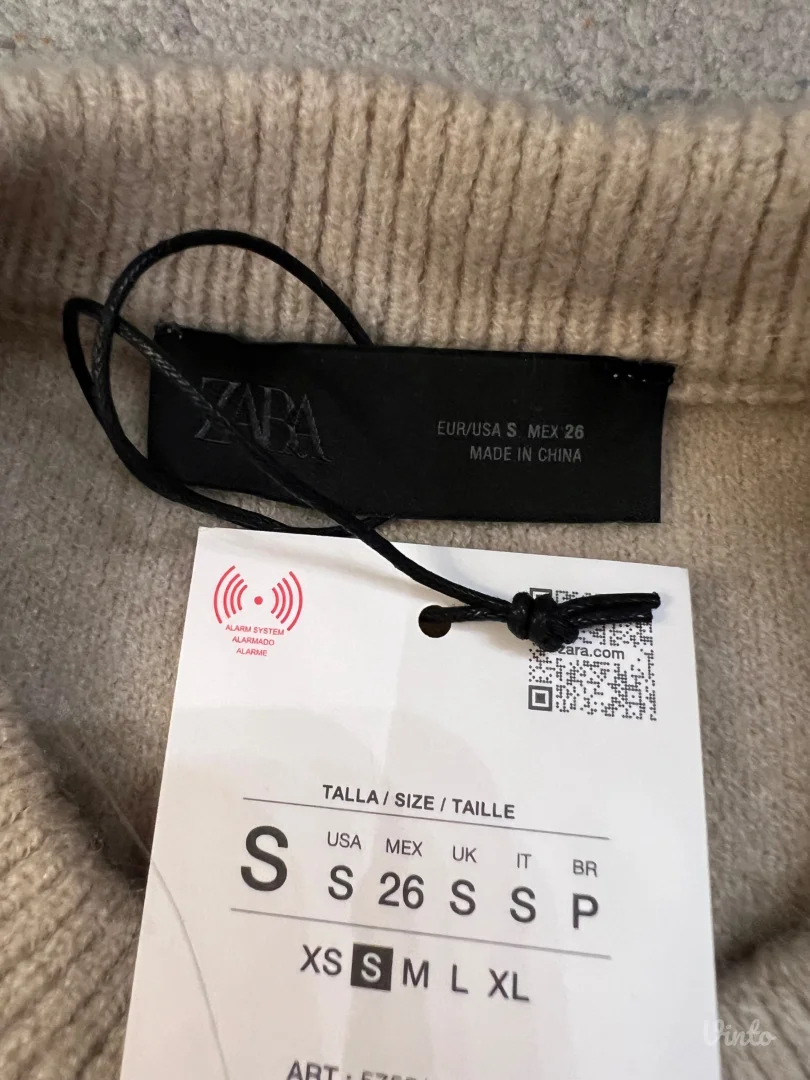 ZARA
EUR/USA S MEX 26
MADE IN CHINA
ALARM SYSTEM
ALARMADO
ALARME
zara.com
TALLA / SIZE / TAILLE
S
USA MEX UK IT BR
S 26 S S P
XS S M L XL
ART.:
Vinto